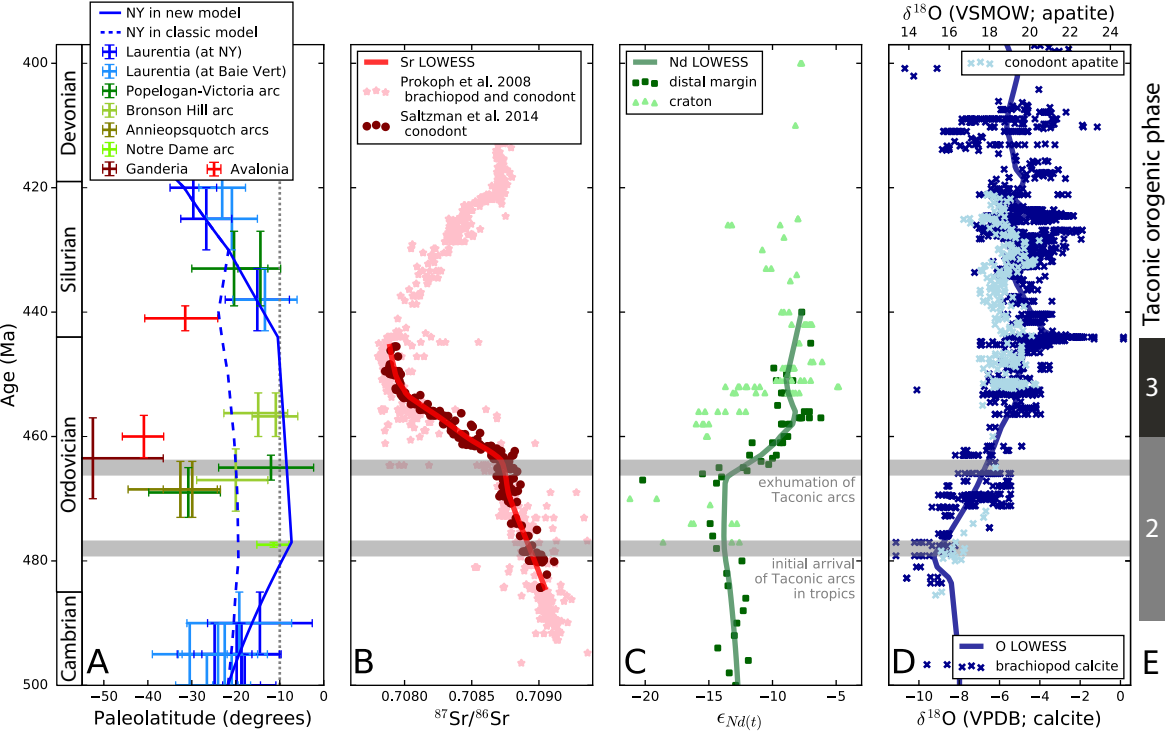 NY in new model
NY in classic model
Laurentia (at NY)
Laurentia (at Baie Vert)
Popelogan-Victoria arc
Bronson Hill arc
Annieopsquotch arcs
Notre Dame arc
Ganderia
Avalonia
Age (Ma)
400
420
440
460
480
500
Devonian
Silurian
Ordovician
Cambrian
A
−50
−40
−30
−20
−10
0
Paleolatitude (degrees)
Sr LOWESS
Prokoph et al. 2008
brachiopod and conodont
Saltzman et al. 2014
conodont
B
0.7080
0.7085
0.7090
⁸⁷Sr/⁸⁶Sr
Nd LOWESS
distal margin
craton
exhumation of
Taconic arcs
initial arrival
of Taconic arcs
in tropics
C
−20
−15
−10
−5
ϵNd(t)
δ¹⁸O (VSMOW; apatite)
14
16
18
20
22
24
conodont apatite
O LOWESS
brachiopod calcite
D
−10
−8
−6
−4
−2
0
δ¹⁸O (VPDB; calcite)
Taconic orogenic phase
3
2
E